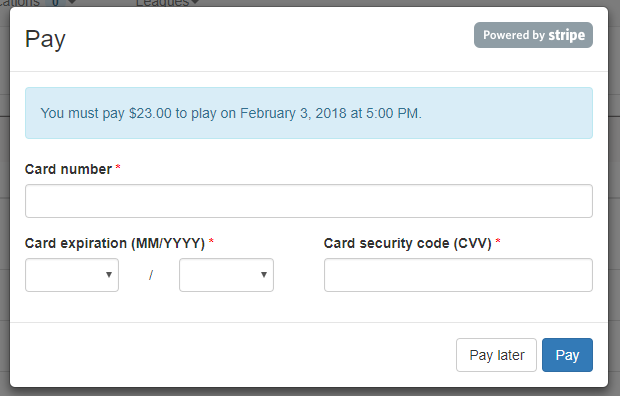 cations 0 Leagues
Pay
Powered by stripe
You must pay $23.00 to play on February 3, 2018 at 5:00 PM.
Card number *
Card expiration (MM/YYYY) * Card security code (CVV) *
/
Pay later Pay